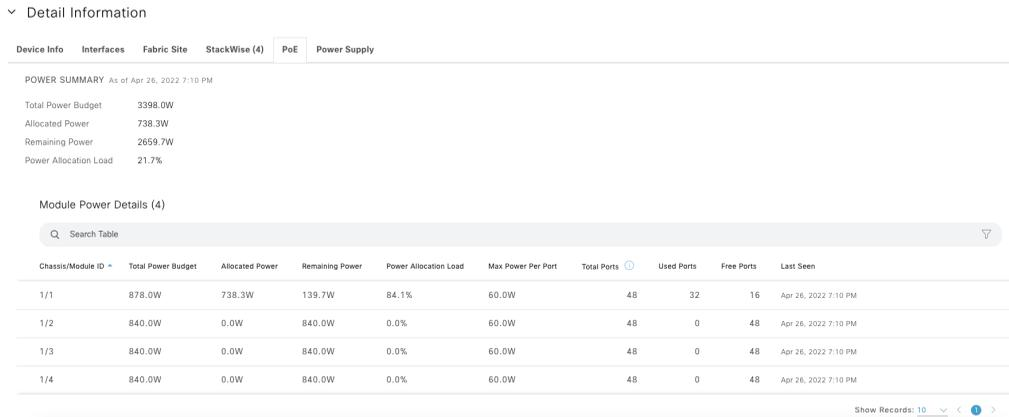 Detail Information
Device Info Interfaces Fabric Site StackWise (4) PoE Power Supply
POWER SUMMARY As of Apr 26, 2022 7:10 PM
Total Power Budget 3398.0W
Allocated Power 738.3W
Remaining Power 2659.7W
Power Allocation Load 21.7%
Module Power Details (4)
Search Table
Chassis/Module ID Total Power Budget Allocated Power Remaining Power Power Allocation Load Max Power Per Port Total Ports Used Ports Free Ports Last Seen
1/1 878.0W 738.3W 139.7W 84.1% 60.0W 48 32 16 Apr 26, 2022 7:10 PM
1/2 840.0W 0.0W 840.0W 0.0% 60.0W 48 0 48 Apr 26, 2022 7:10 PM
1/3 840.0W 0.0W 840.0W 0.0% 60.0W 48 0 48 Apr 26, 2022 7:10 PM
1/4 840.0W 0.0W 840.0W 0.0% 60.0W 48 0 48 Apr 26, 2022 7:10 PM
Show Records: 10 1